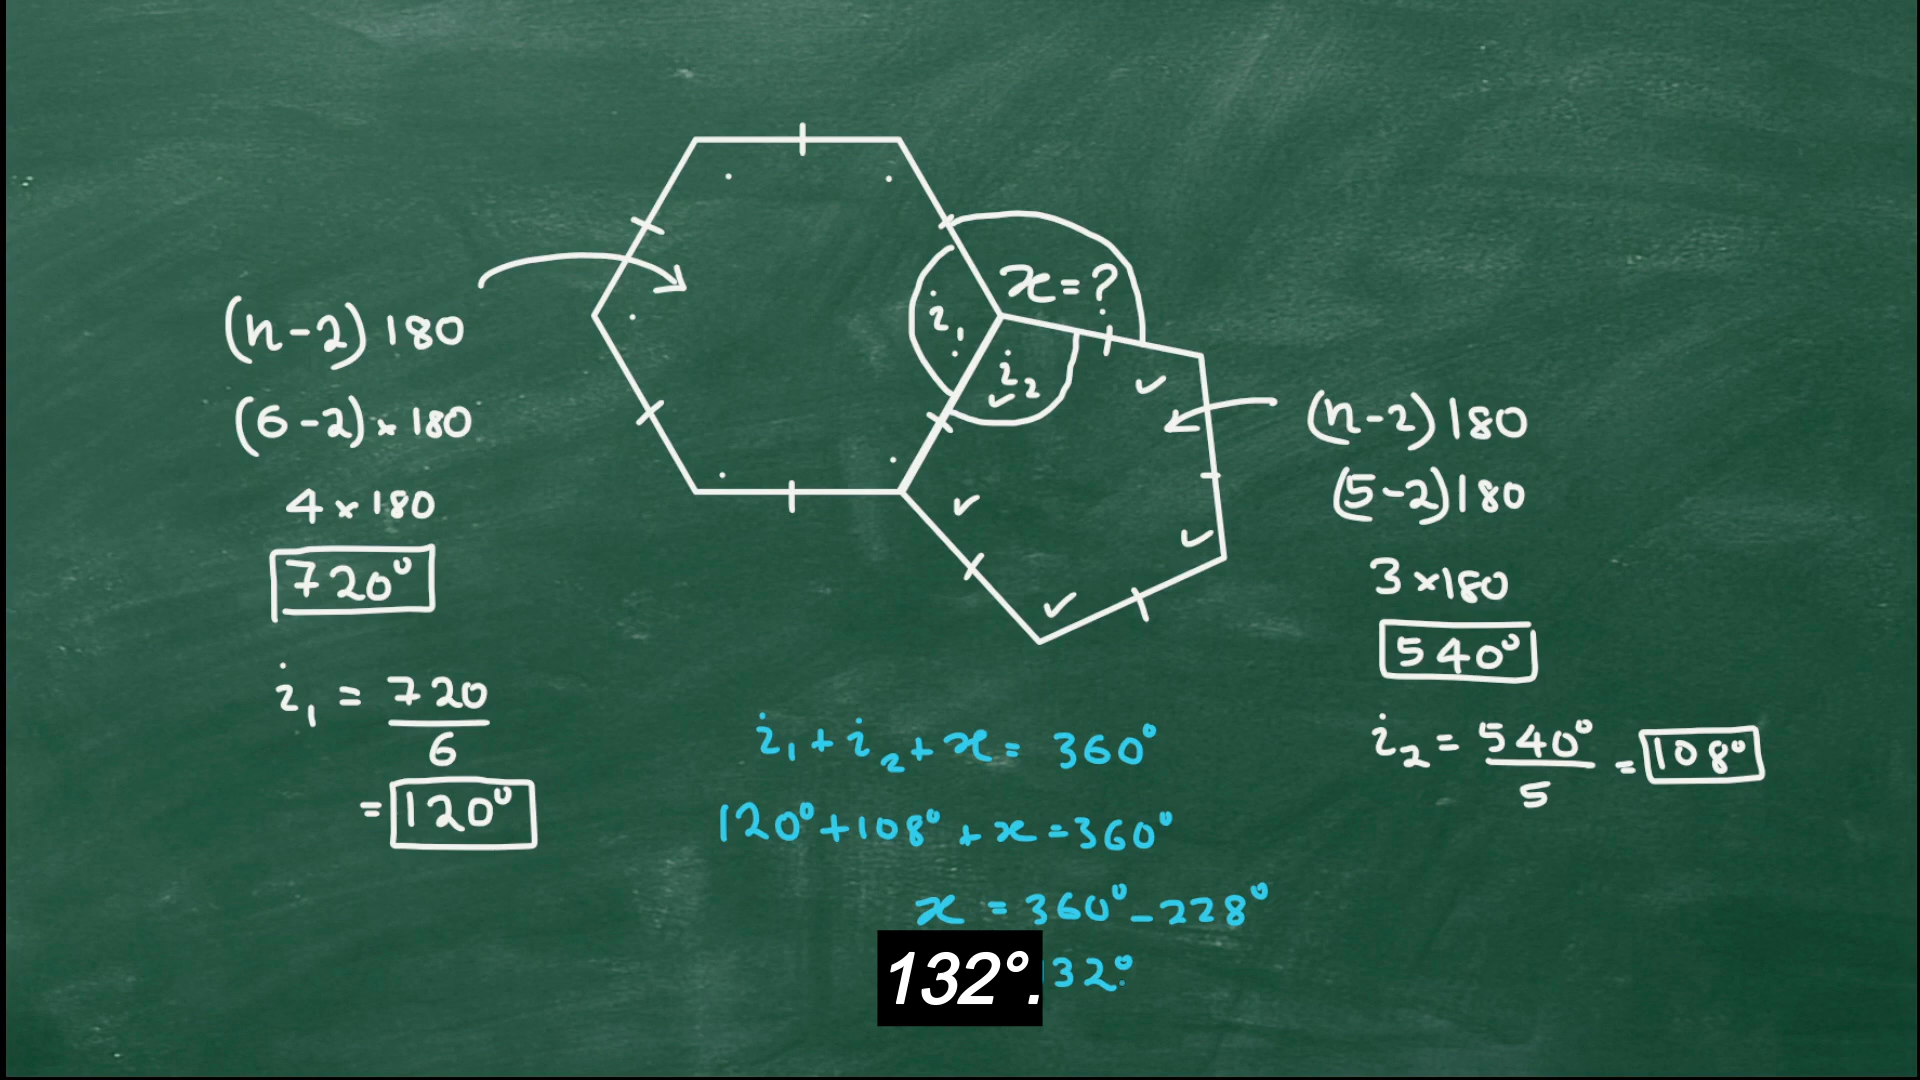 x=?
i₁
i₂
(n-2) 180
(6-2)×180
4×180
720°
i₁ = 720
6
= 120°
(n-2)180
(5-2)180
3×180
540°
i₂ = 540° = 108°
5
i₁+i₂+x= 360°
120°+108°+x=360°
x = 360°-228°
32°
132°.